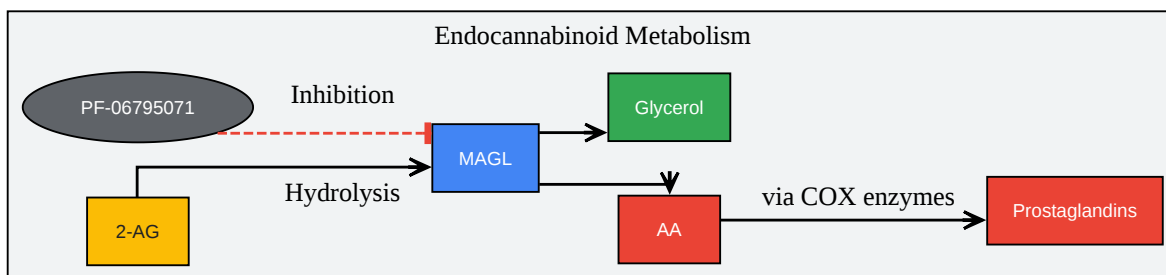 Endocannabinoid Metabolism
PF-06795071
Inhibition
Glycerol
MAGL
Hydrolysis
via COX enzymes
Prostaglandins
2-AG
AA